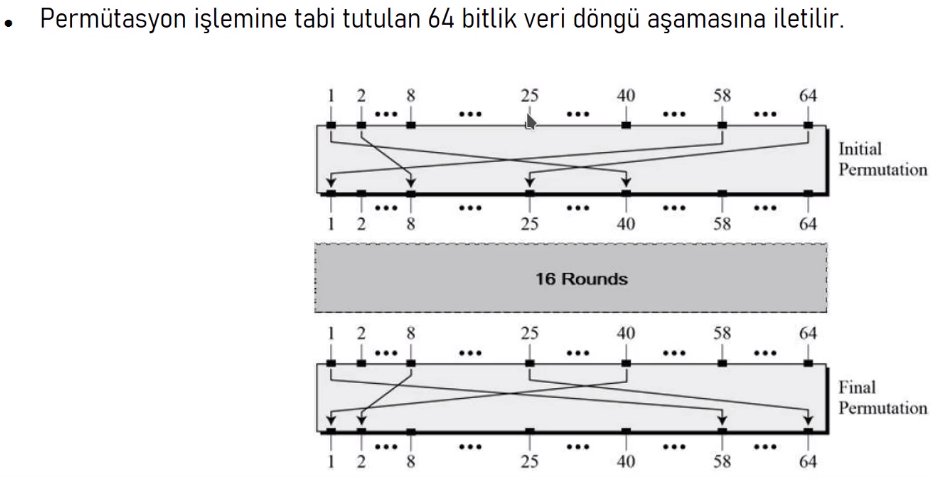 • Permütasyon işlemine tabi tutulan 64 bitlik veri döngü aşamasına iletilir.
1 2 8 25 40 58 64
... ... ... ... ...
Initial
Permutation
... ... ... ... ...
1 2 8 25 40 58 64
16 Rounds
1 2 8 25 40 58 64
... ... ... ... ...
Final
Permutation
... ... ... ... ...
1 2 8 25 40 58 64